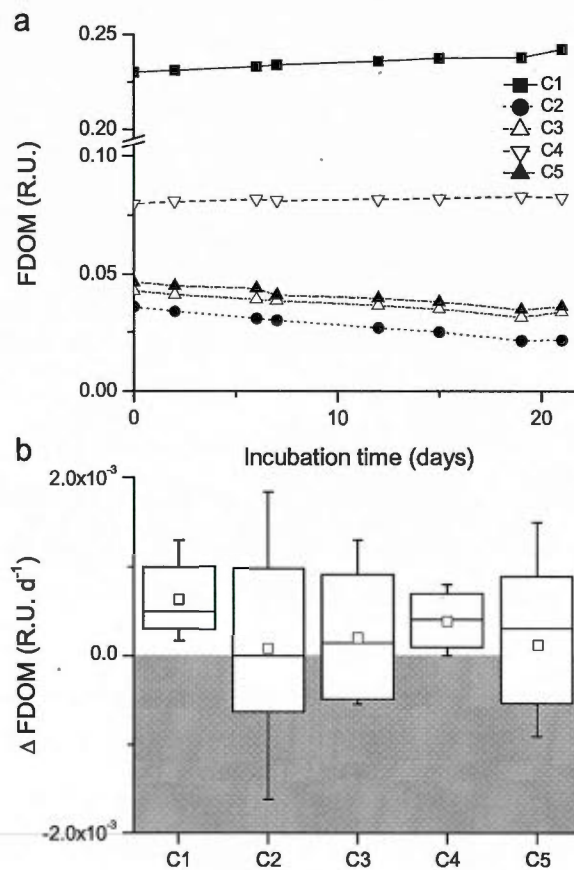 a
0.25
0.20
0.10
0.05
0.00
FDOM (R.U.)
C1
C2
C3
C4
C5
0
10
20
Incubation time (days)
b
2.0x10⁻³
0.0
-2.0x10⁻³
Δ FDOM (R.U. d⁻¹)
C1 C2 C3 C4 C5